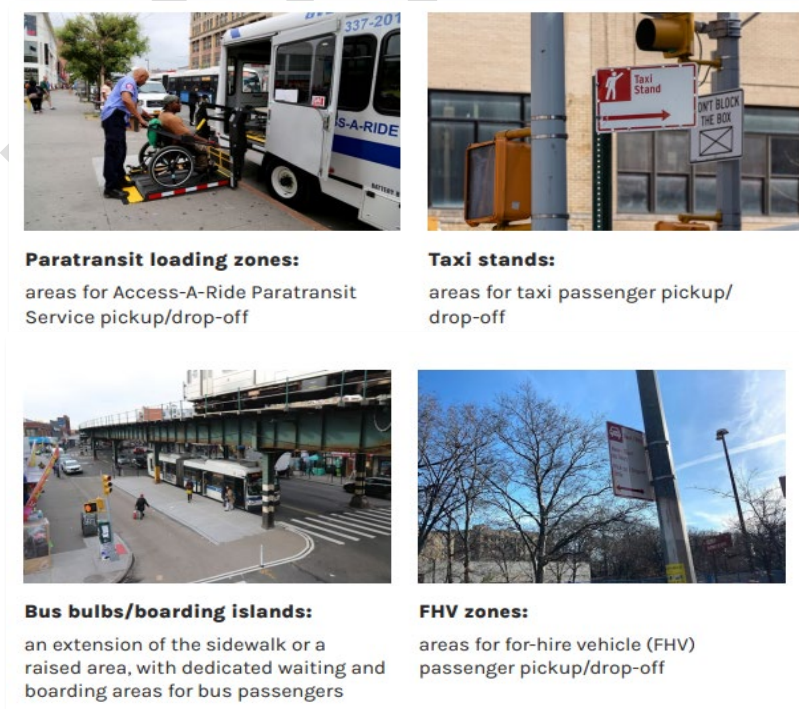 337-201
S-A-RIDE
Taxi
Stand
DON'T BLOCK
THE BOX
Paratransit loading zones:
areas for Access-A-Ride Paratransit
Service pickup/drop-off
Taxi stands:
areas for taxi passenger pickup/
drop-off
Bus bulbs/boarding islands:
an extension of the sidewalk or a
raised area, with dedicated waiting and
boarding areas for bus passengers
FHV zones:
areas for for-hire vehicle (FHV)
passenger pickup/drop-off